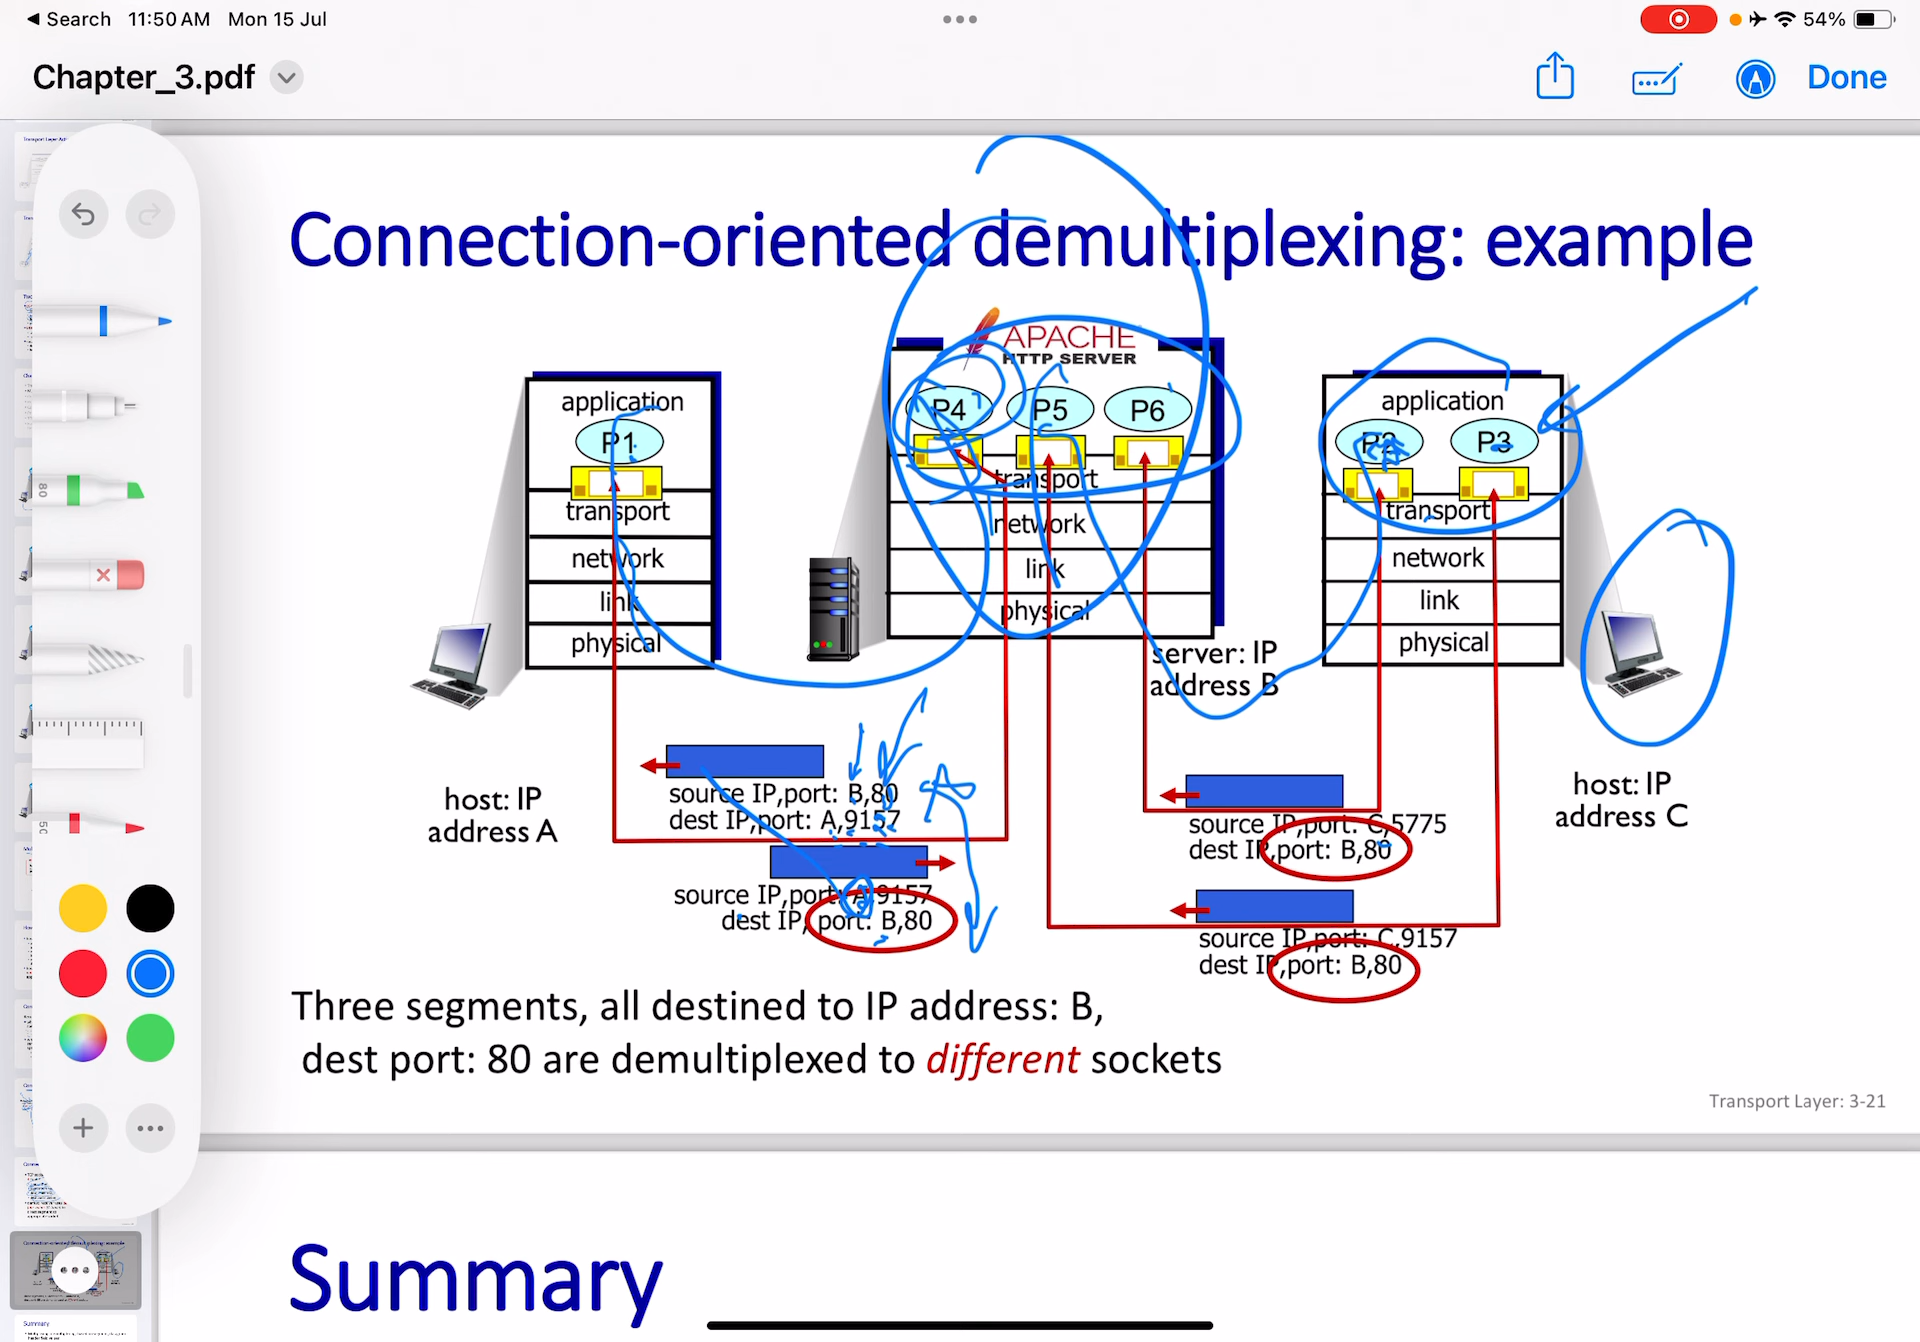 Search 11:50 AM Mon 15 Jul
54%
Chapter_3.pdf
Done
Connection-oriented demultiplexing: example
APACHE
HTTP SERVER
application
P1
transport
network
link
physical
P4 P5 P6
transport
network
link
physical
application
P2 P3
transport
network
link
physical
server: IP
address B
host: IP
address A
source IP,port: B,80
dest IP,port: A,9157
source IP,port: A,9157
dest IP, port: B,80
source IP,port: C,5775
dest IP,port: B,80
source IP,port: C,9157
dest IP,port: B,80
host: IP
address C
Three segments, all destined to IP address: B,
dest port: 80 are demultiplexed to different sockets
Transport Layer: 3-21
Summary
80
Summary